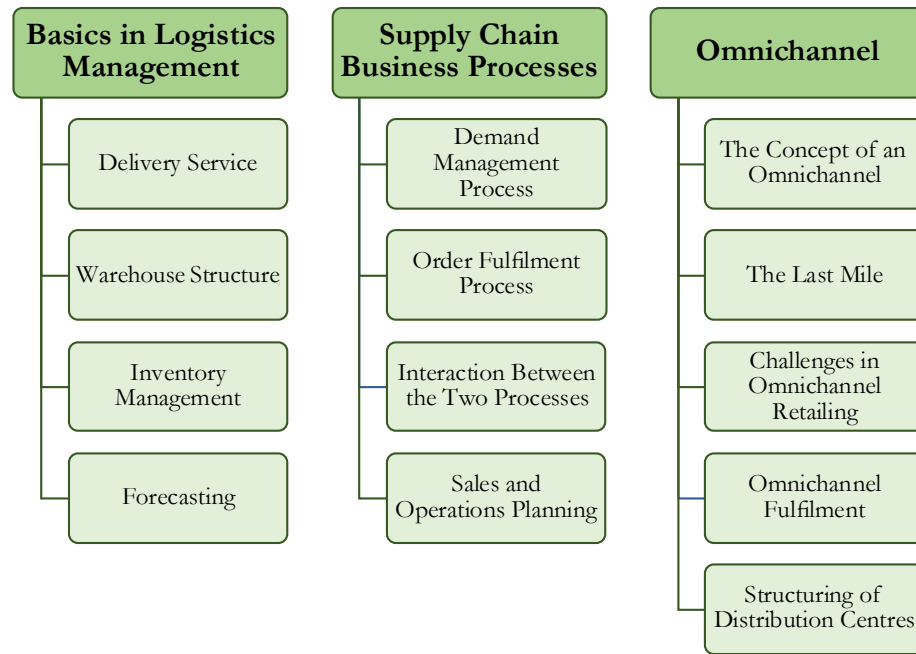 Basics in Logistics
Management
Delivery Service
Warehouse Structure
Inventory
Management
Forecasting
Supply Chain
Business Processes
Demand
Management
Process
Order Fulfilment
Process
Interaction Between
the Two Processes
Sales and
Operations Planning
Omnichannel
The Concept of an
Omnichannel
The Last Mile
Challenges in
Omnichannel
Retailing
Omnichannel
Fulfilment
Structuring of
Distribution Centres